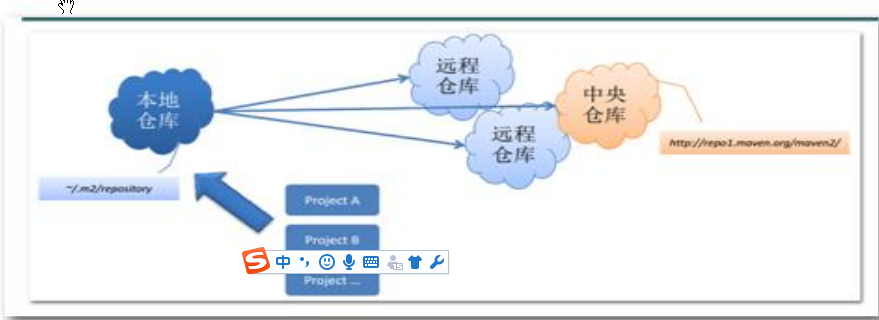 远程
仓库
本地
仓库
中央
仓库
远程
仓库
http://repo1.maven.org/maven2/
~/.m2/repository
Project A
Project B
中
Project ...